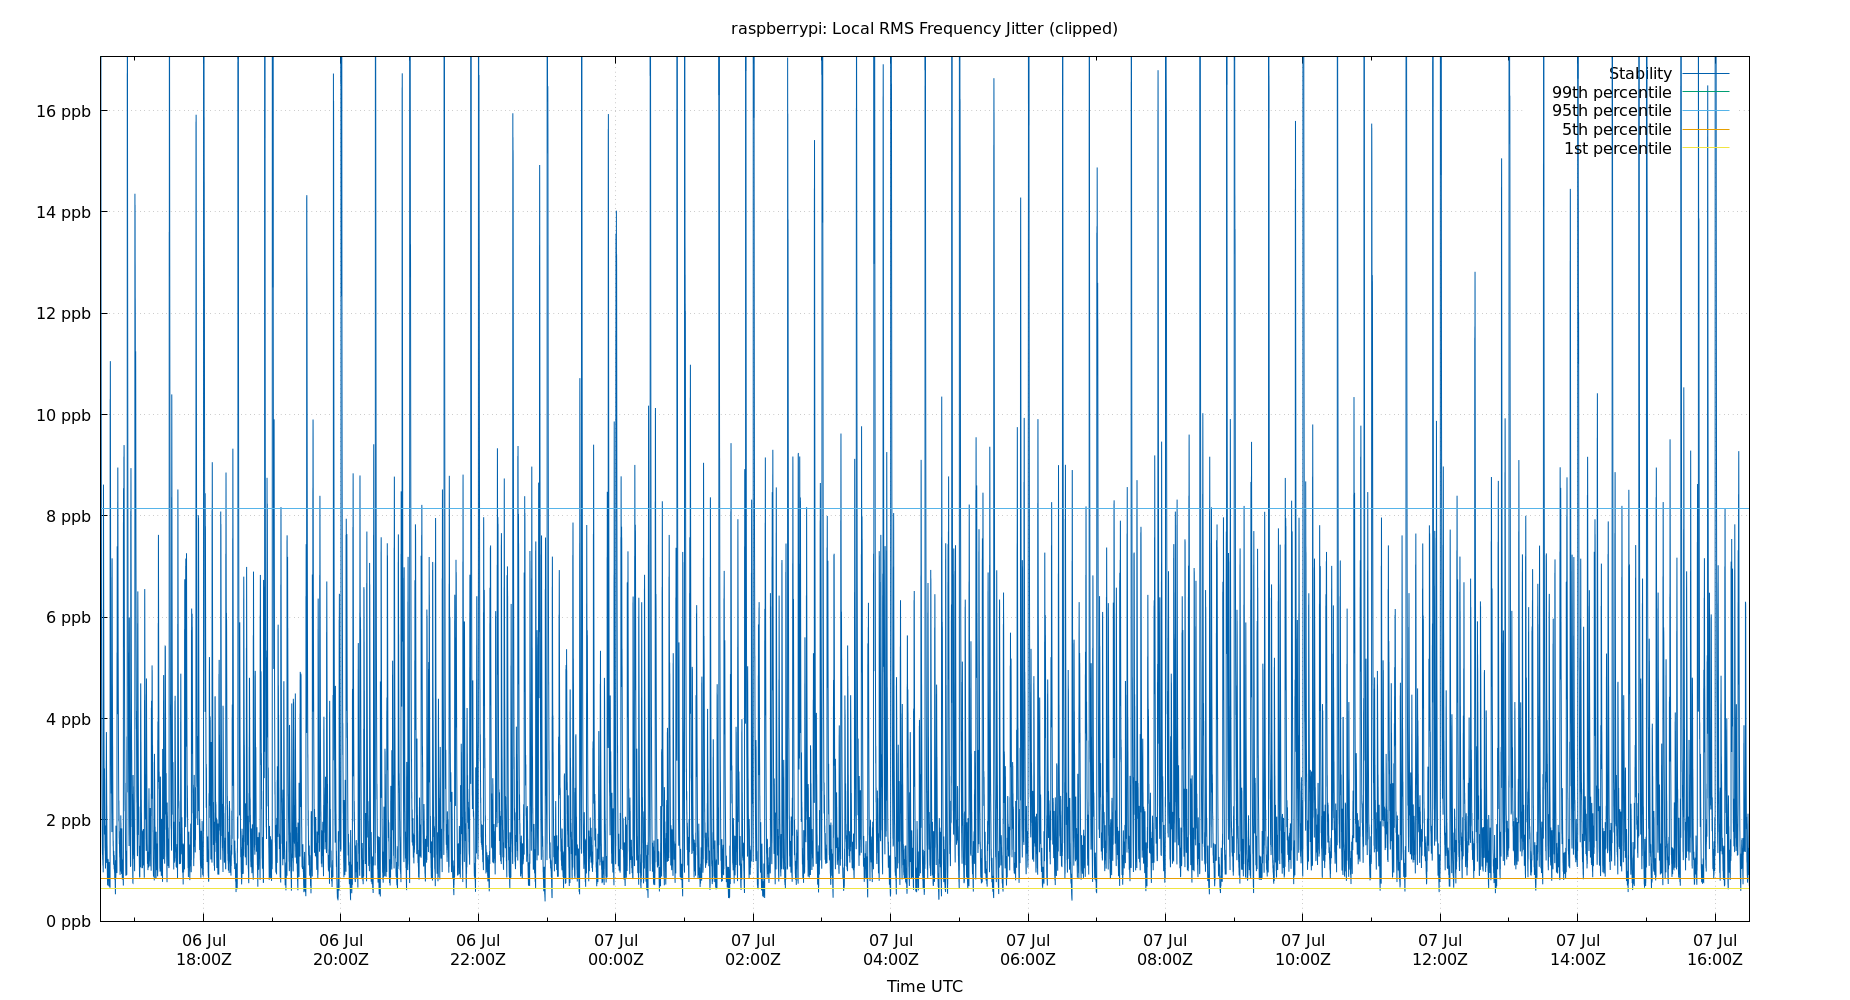 raspberrypi: Local RMS Frequency Jitter (clipped)
Stability
99th percentile
95th percentile
5th percentile
1st percentile
16 ppb
14 ppb
12 ppb
10 ppb
8 ppb
6 ppb
4 ppb
2 ppb
0 ppb
06 Jul 06 Jul 06 Jul 07 Jul 07 Jul 07 Jul 07 Jul 07 Jul 07 Jul 07 Jul 07 Jul 07 Jul
18:00Z 20:00Z 22:00Z 00:00Z 02:00Z 04:00Z 06:00Z 08:00Z 10:00Z 12:00Z 14:00Z 16:00Z
Time UTC